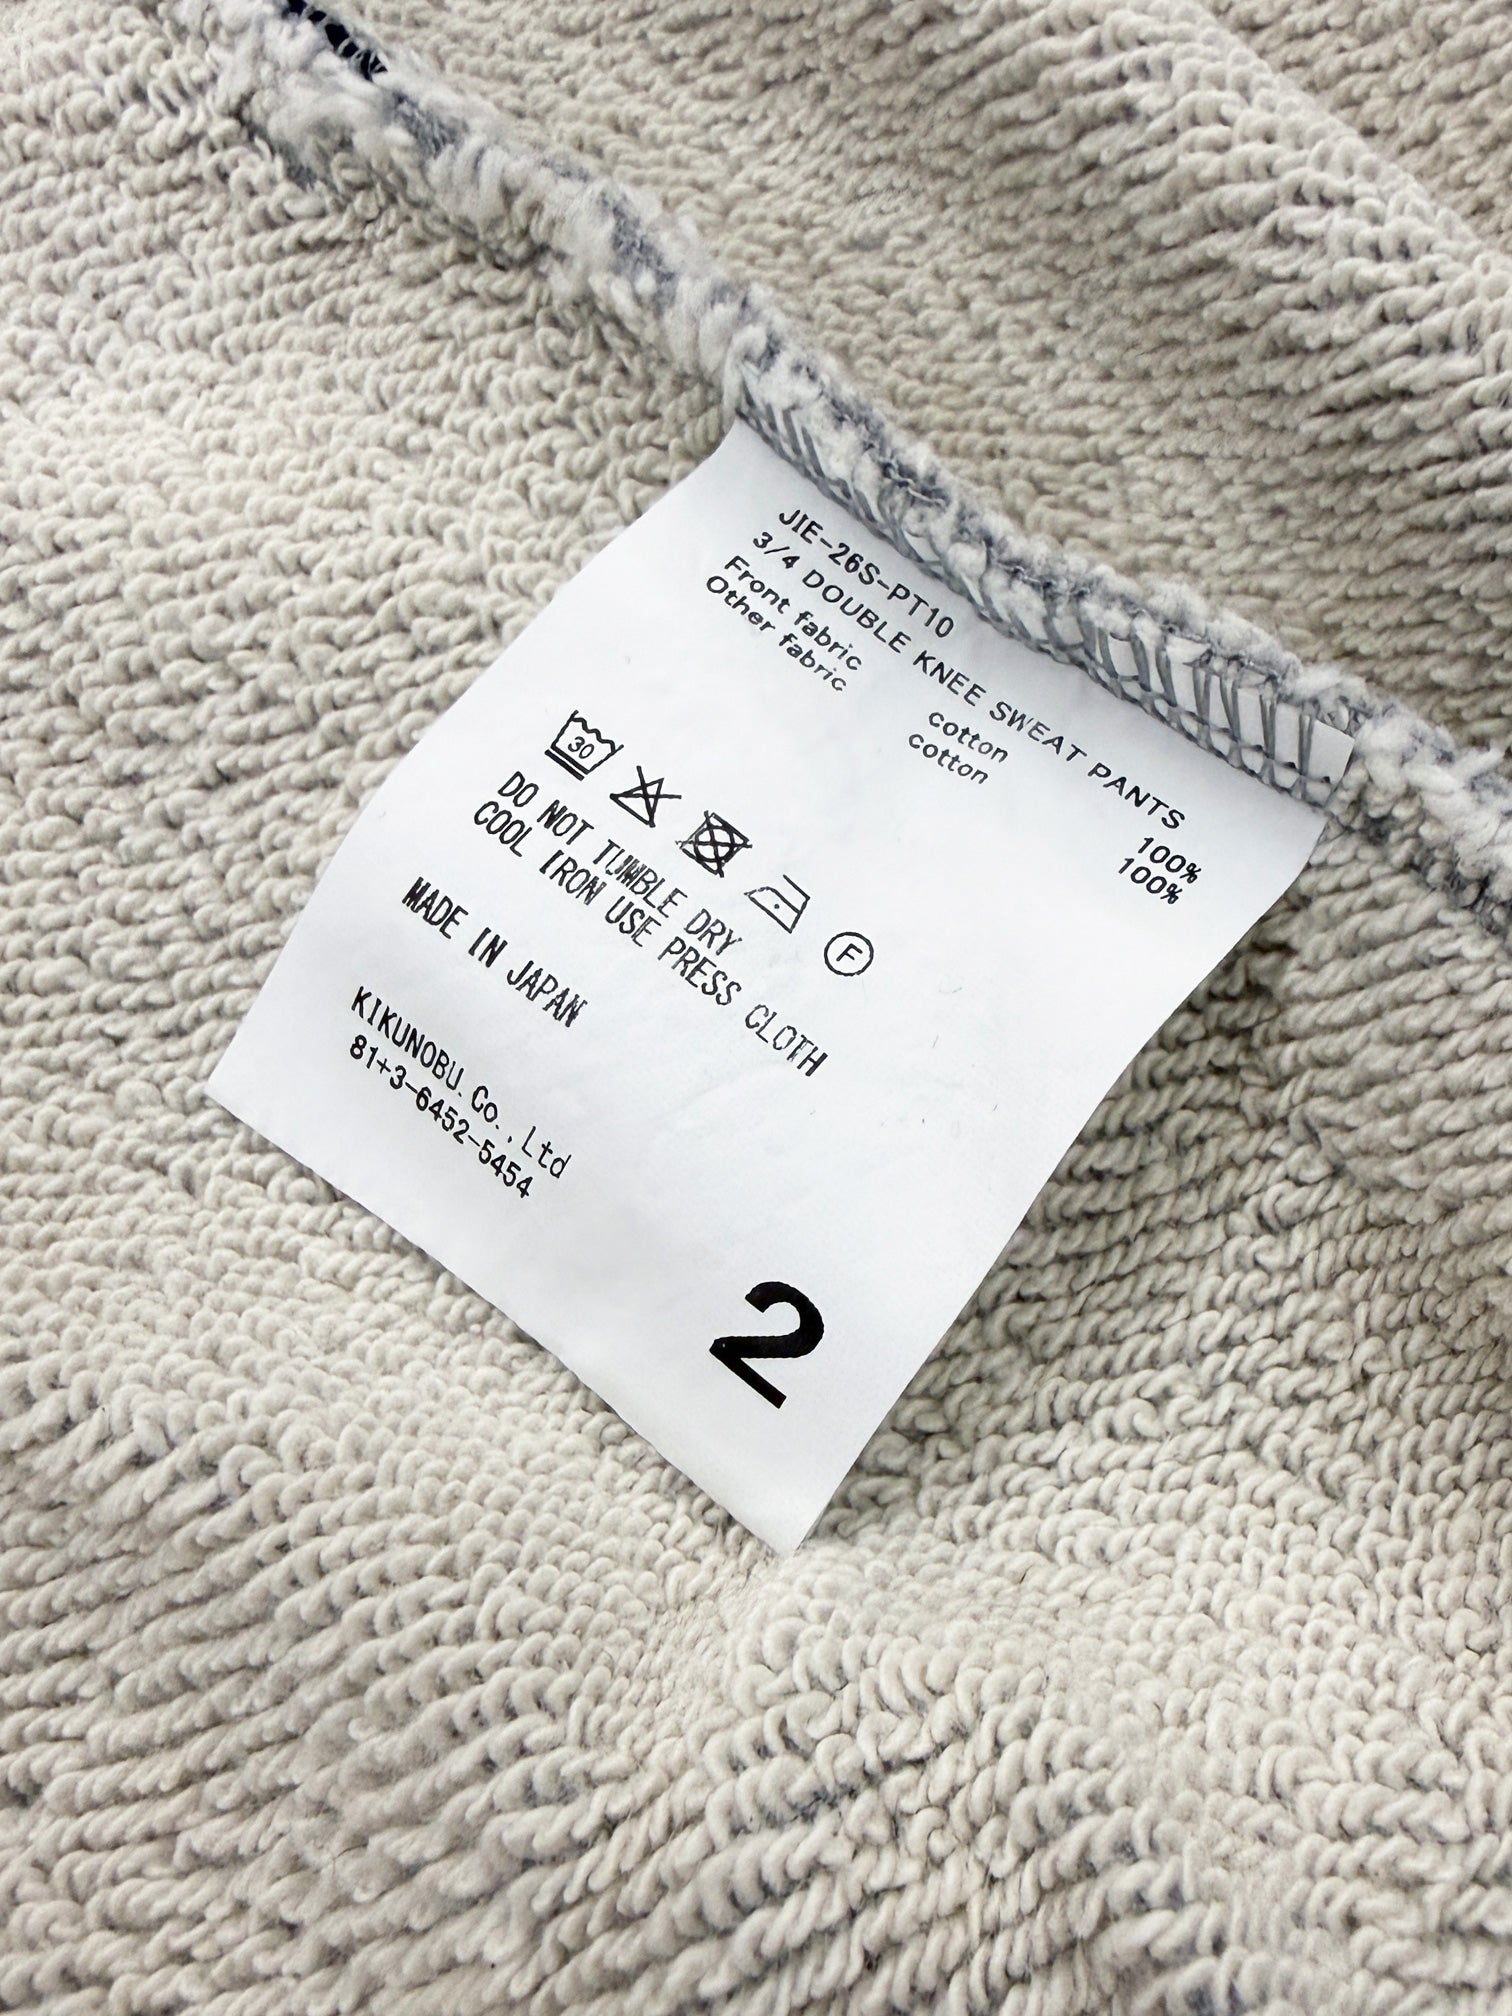 JIE-26S-PT10
3/4 DOUBLE KNEE SWEAT PANTS
Front fabric cotton 100%
Other fabric cotton 100%
30
F
DO NOT TUMBLE DRY
COOL IRON USE PRESS CLOTH
MADE IN JAPAN
KIKUNOBU. Co., Ltd
81+3-6452-5454
2